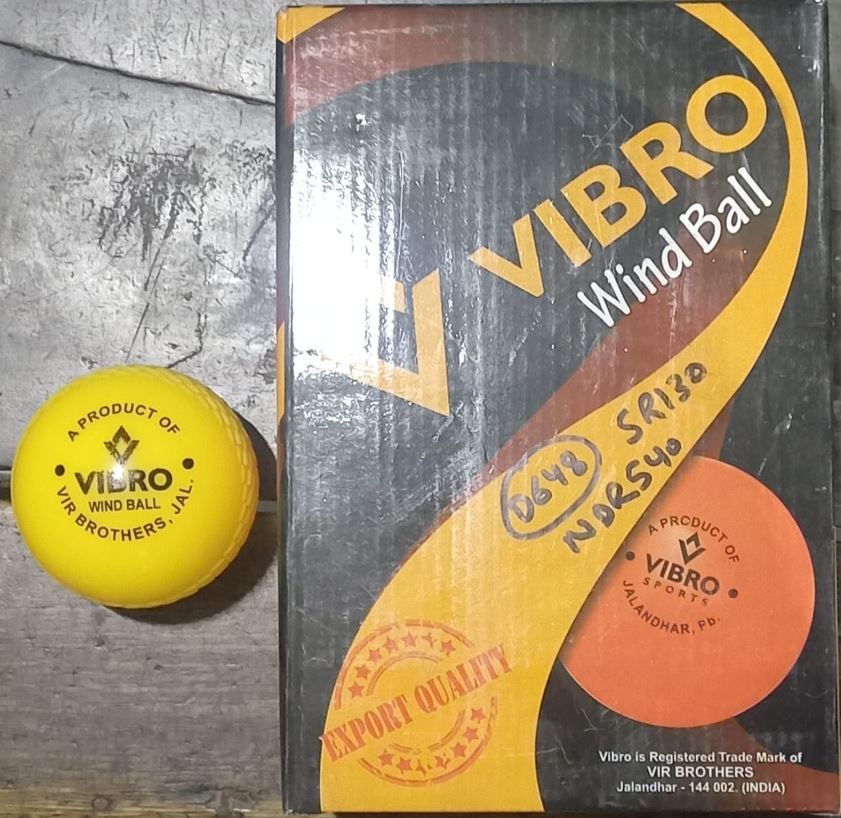 A PRODUCT OF
VIBRO
WIND BALL
VIR BROTHERS, JAL.
VIBRO
Wind Ball
D648
SR130
NDR540
A PRODUCT OF
VIBRO
SPORTS
JALANDHAR, Pb.
EXPORT QUALITY
Vibro is Registered Trade Mark of
VIR BROTHERS
Jalandhar - 144 002. (INDIA)